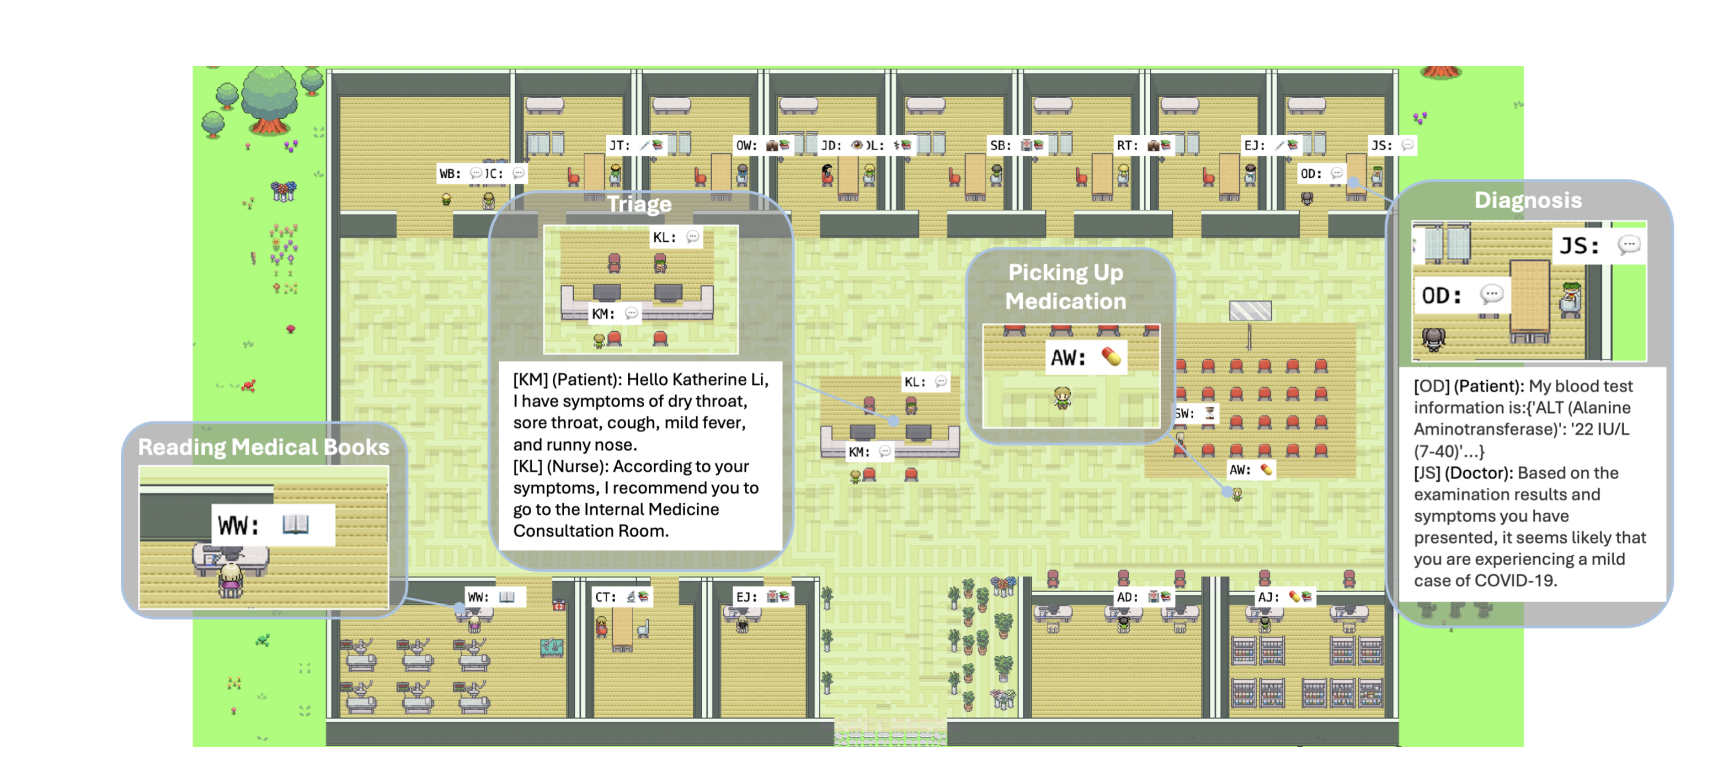 JT:
OW:
JD:
OL:
SB:
RT:
EJ:
JS:
WB:
JC:
OD:
Triage
KL:
KM:
[KM] (Patient): Hello Katherine Li,
I have symptoms of dry throat,
sore throat, cough, mild fever,
and runny nose.
[KL] (Nurse): According to your
symptoms, I recommend you to
go to the Internal Medicine
Consultation Room.
Picking Up
Medication
AW:
Diagnosis
JS:
OD:
[OD] (Patient): My blood test
information is:{'ALT (Alanine
Aminotransferase)': '22 IU/L
(7-40)'...}
[JS] (Doctor): Based on the
examination results and
symptoms you have
presented, it seems likely that
you are experiencing a mild
case of COVID-19.
KL:
KM:
SW:
AW:
Reading Medical Books
WW:
WW:
CT:
EJ:
AD:
AJ: